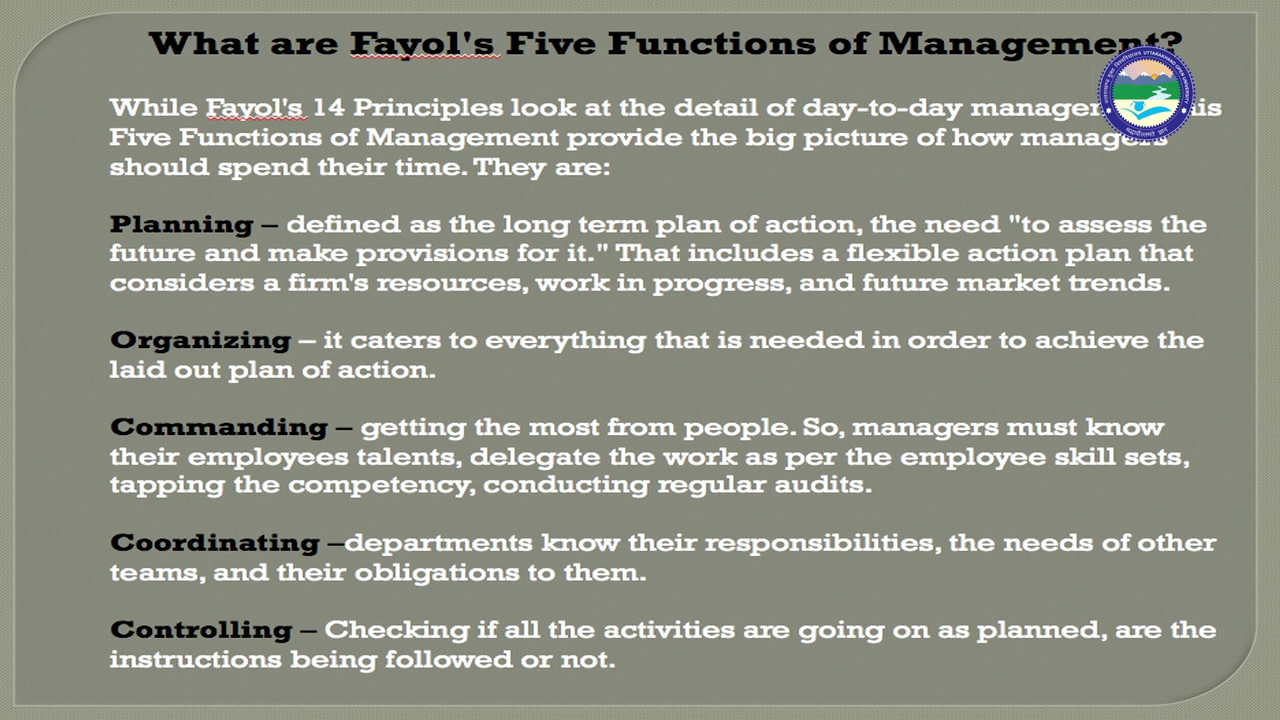 What are Fayol's Five Functions of Management?
While Fayol's 14 Principles look at the detail of day-to-day his
Five Functions of Management provide the big picture of how managers
should spend their time. They are:
Planning – defined as the long term plan of action, the need "to assess the
future and make provisions for it." That includes a flexible action plan that
considers a firm's resources, work in progress, and future market trends.
Organizing – it caters to everything that is needed in order to achieve the
laid out plan of action.
Commanding – getting the most from people. So, managers must know
their employees talents, delegate the work as per the employee skill sets,
tapping the competency, conducting regular audits.
Coordinating –departments know their responsibilities, the needs of other
teams, and their obligations to them.
Controlling – Checking if all the activities are going on as planned, are the
instructions being followed or not.